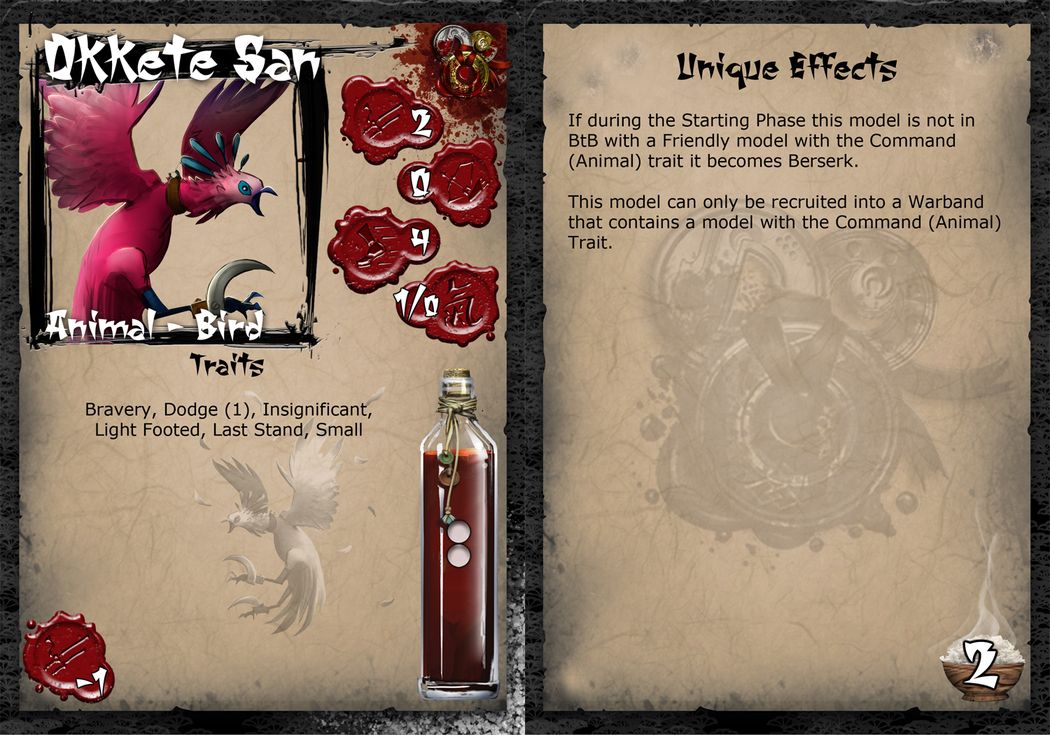 Okkete San
2
0
4
1/0
氣
Animal - Bird
Traits
Bravery, Dodge (1), Insignificant,
Light Footed, Last Stand, Small
-1
Unique Effects
If during the Starting Phase this model is not in
BtB with a Friendly model with the Command
(Animal) trait it becomes Berserk.
This model can only be recruited into a Warband
that contains a model with the Command (Animal)
Trait.
2